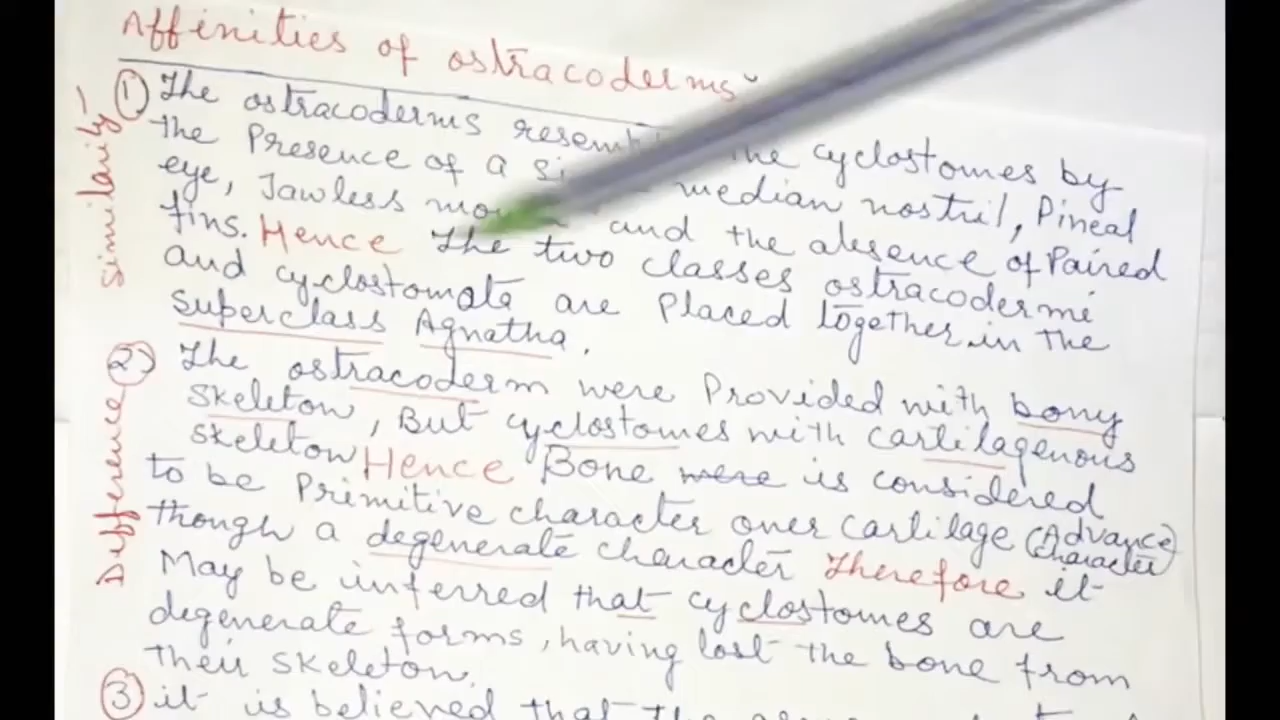 Affinities of ostracoderms
similarity-
① The ostracoderms the cyclostomes by
the Presence of a median nostril, Pineal
eye, Jawless and the absence of Paired
fins. Hence The two classes ostracodermi
and cyclostomata are Placed together in the
superclass Agnatha.
Difference
② The ostracoderm were Provided with bony
skeleton, But cyclostomes with cartilagenous
skeleton Hence Bone were is considered
to be Primitive character over cartilage (Advance character)
though a degenerate character Therefore it
May be inferred that cyclostomes are
degenerate forms, having lost the bone from
their skeleton.
③ it is believed that the